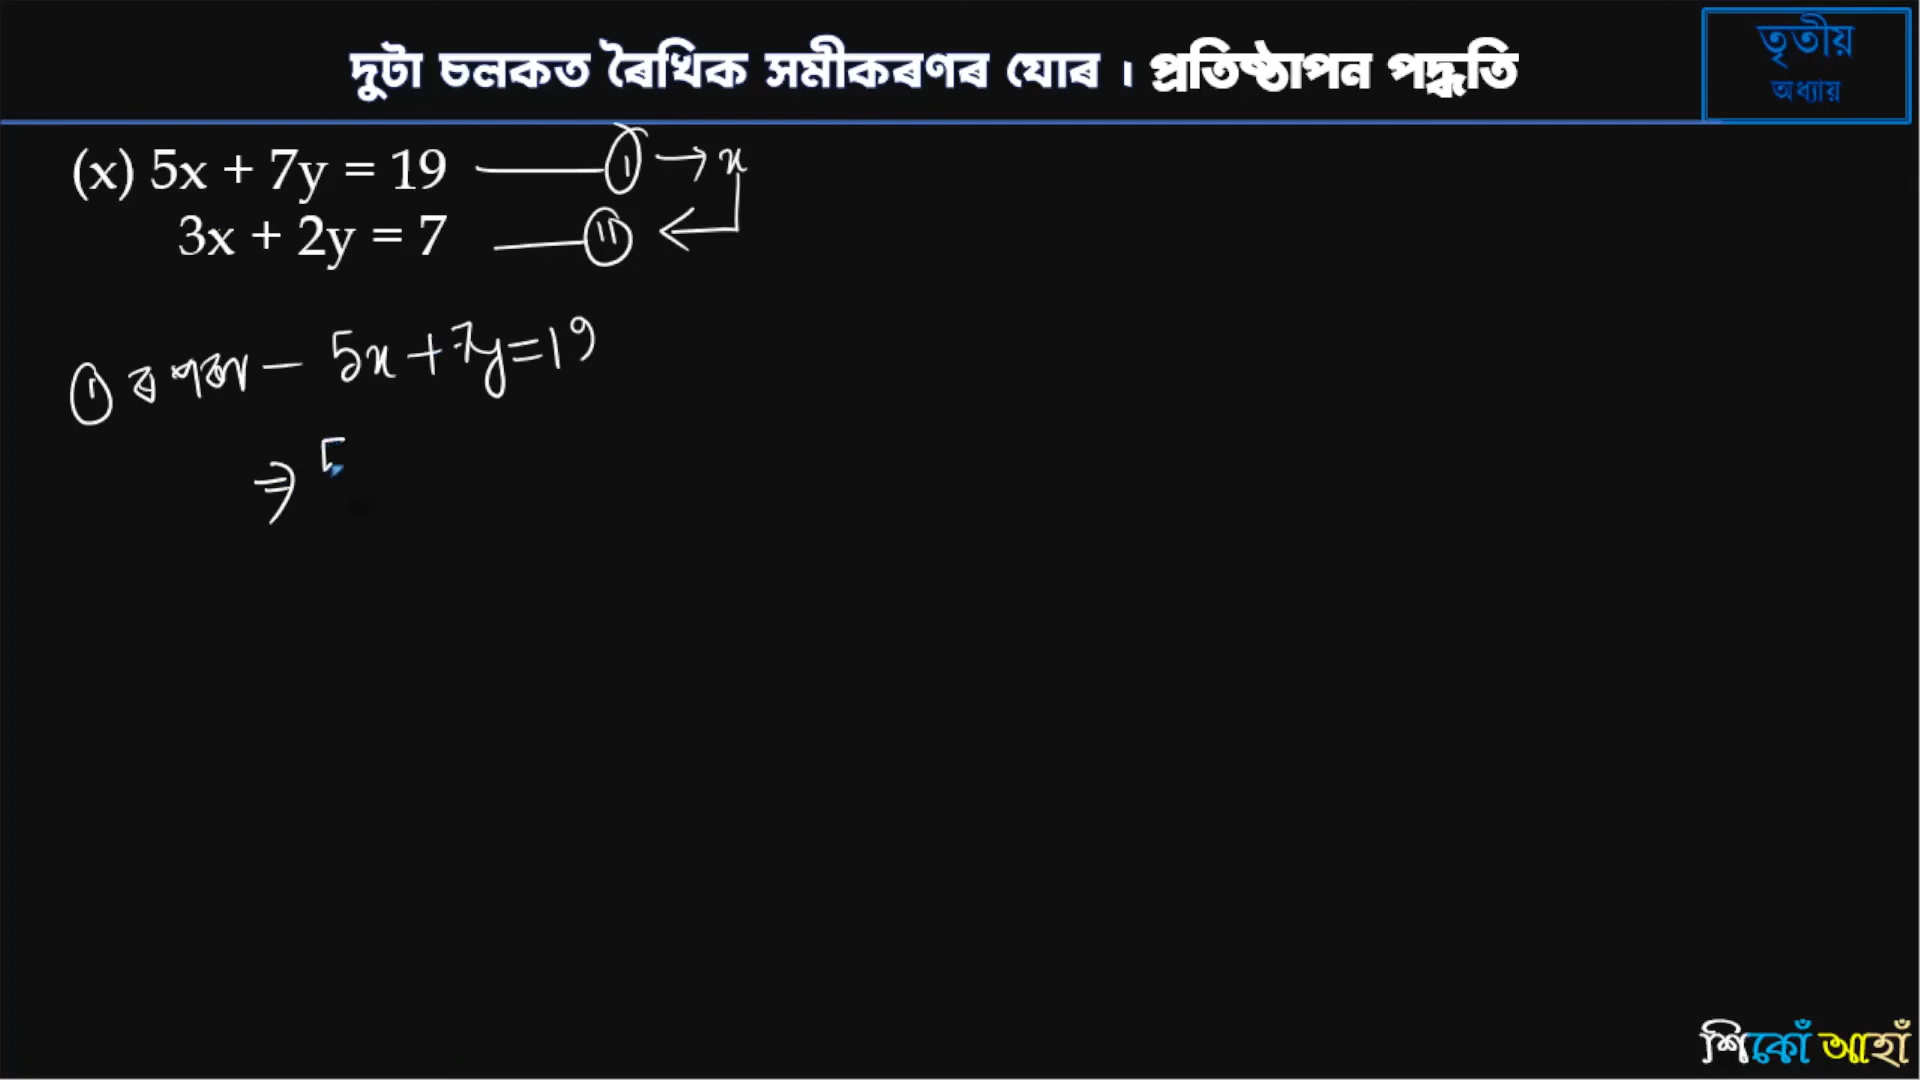 দুটা চলকত ৰৈখিক সমীকৰণৰ যোৰ । প্ৰতিষ্ঠাপন পদ্ধতি
তৃতীয়
অধ্যায়
(x) 5x + 7y = 19 —— (i) → x
3x + 2y = 7 —— (ii) ←
(i) ৰ পৰা – 5x + 7y = 19
⇒ 5
শিকোঁ আহাঁ